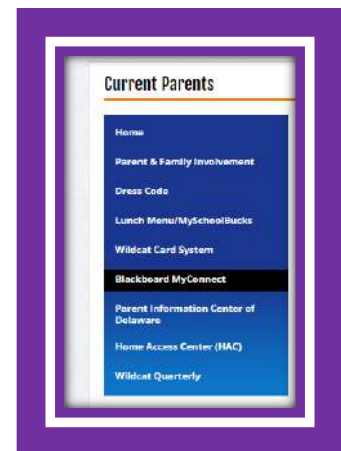 Current Parents
Home
Parent & Family Involvement
Dress Code
Lunch Menu/MySchoolBucks
Wildcat Card System
Blackboard MyConnect
Parent Information Center of
Delaware
Home Access Center (HAC)
Wildcat Quarterly